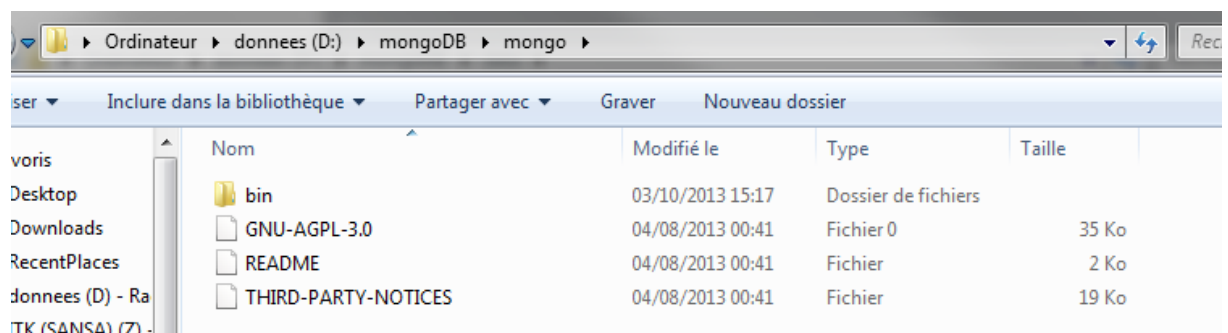 Ordinateur ▸ donnees (D:) ▸ mongoDB ▸ mongo ▸ Rec
iser Inclure dans la bibliothèque Partager avec Graver Nouveau dossier
voris Nom Modifié le Type Taille
Desktop bin 03/10/2013 15:17 Dossier de fichiers
Downloads GNU-AGPL-3.0 04/08/2013 00:41 Fichier 0 35 Ko
RecentPlaces README 04/08/2013 00:41 Fichier 2 Ko
donnees (D) - Ra THIRD-PARTY-NOTICES 04/08/2013 00:41 Fichier 19 Ko
ITK (SANSA) (Z) -